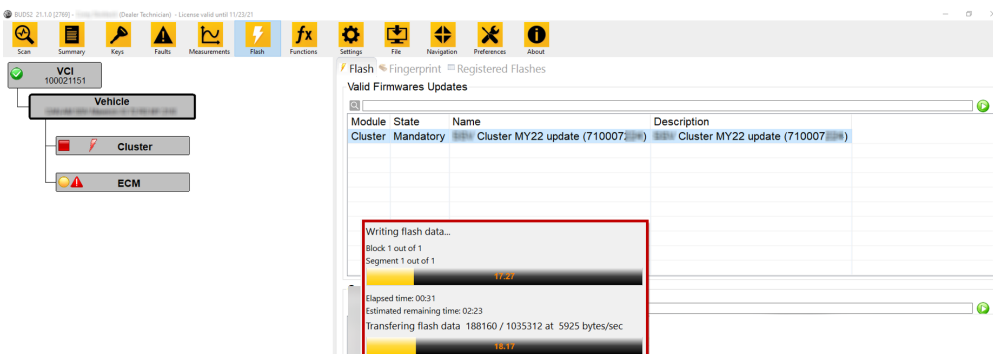 BUDS2 21.1.0 [2769] - (Dealer Technician) - License valid until 11/23/21
Scan Summary Keys Faults Measurements Flash Functions Settings File Navigation Preferences About
VCI
100021151
Vehicle
Cluster
ECM
Flash Fingerprint Registered Flashes
Valid Firmwares Updates
Module State Name Description
Cluster Mandatory Cluster MY22 update (710007 ) Cluster MY22 update (710007 )
Writing flash data...
Block 1 out of 1
Segment 1 out of 1
17.27
Elapsed time: 00:31
Estimated remaining time: 02:23
Transfering flash data 188160 / 1035312 at 5925 bytes/sec
18.17